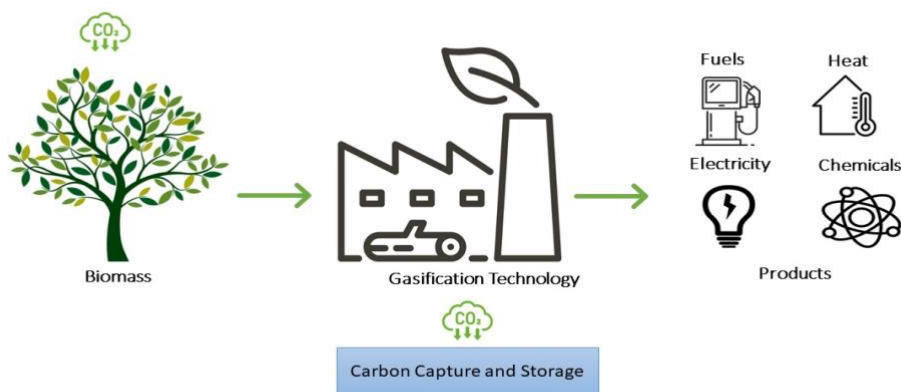 CO₂
Biomass
Gasification Technology
CO₂
Carbon Capture and Storage
Fuels
Heat
Electricity
Chemicals
Products